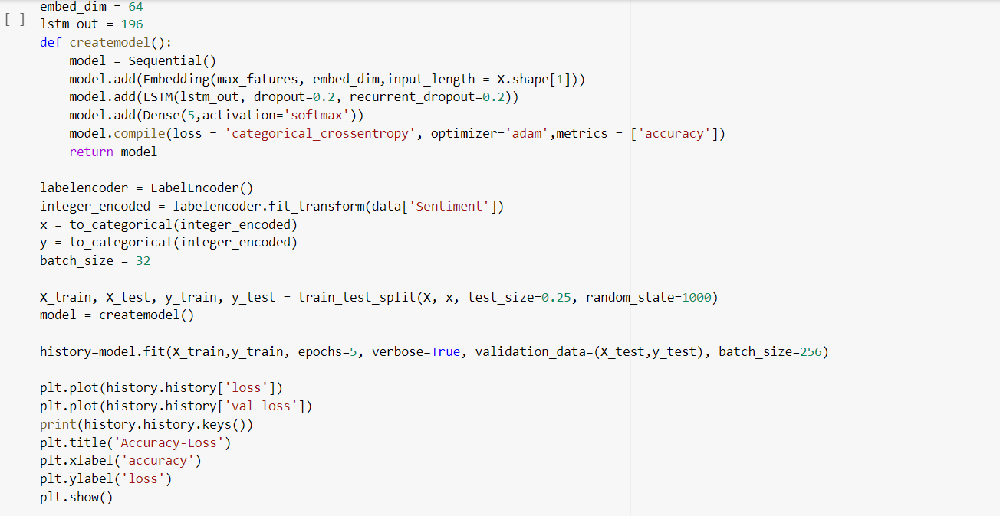 embed_dim = 64
[ ] lstm_out = 196
def createmodel():
    model = Sequential()
    model.add(Embedding(max_fatures, embed_dim,input_length = X.shape[1]))
    model.add(LSTM(lstm_out, dropout=0.2, recurrent_dropout=0.2))
    model.add(Dense(5,activation='softmax'))
    model.compile(loss = 'categorical_crossentropy', optimizer='adam',metrics = ['accuracy'])
    return model

labelencoder = LabelEncoder()
integer_encoded = labelencoder.fit_transform(data['Sentiment'])
x = to_categorical(integer_encoded)
y = to_categorical(integer_encoded)
batch_size = 32

X_train, X_test, y_train, y_test = train_test_split(X, x, test_size=0.25, random_state=1000)
model = createmodel()

history=model.fit(X_train,y_train, epochs=5, verbose=True, validation_data=(X_test,y_test), batch_size=256)

plt.plot(history.history['loss'])
plt.plot(history.history['val_loss'])
print(history.history.keys())
plt.title('Accuracy-Loss')
plt.xlabel('accuracy')
plt.ylabel('loss')
plt.show()